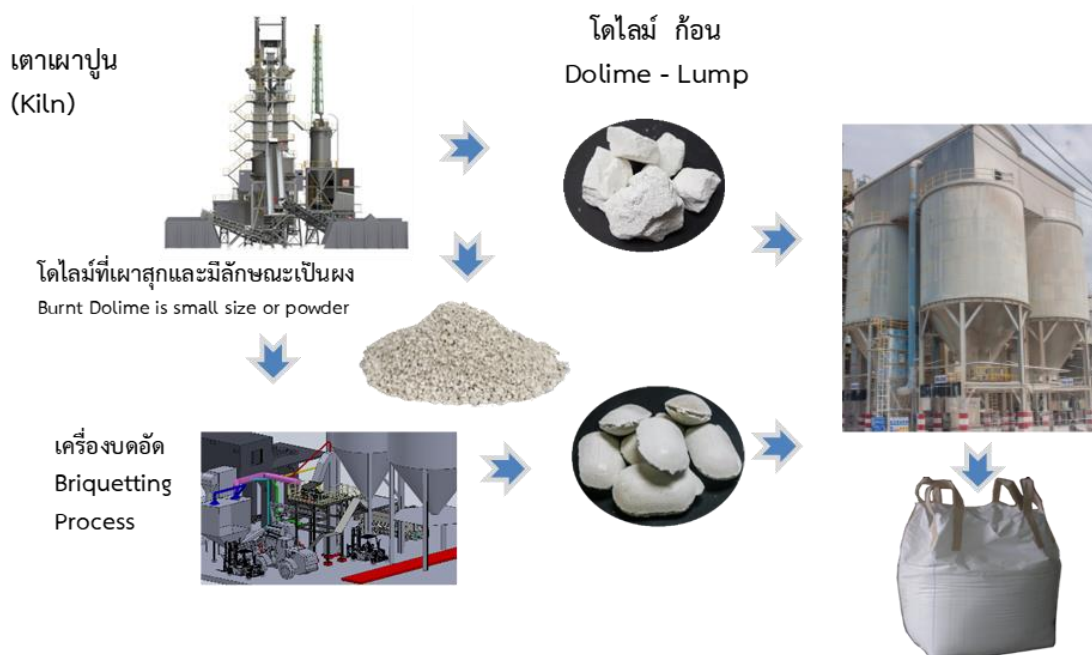 เตาเผาปูน
(Kiln)
โดไลม์ ก้อน
Dolime - Lump
โดไลม์ที่เผาสุกและมีลักษณะเป็นผง
Burnt Dolime is small size or powder
เครื่องบดอัด
Briquetting
Process